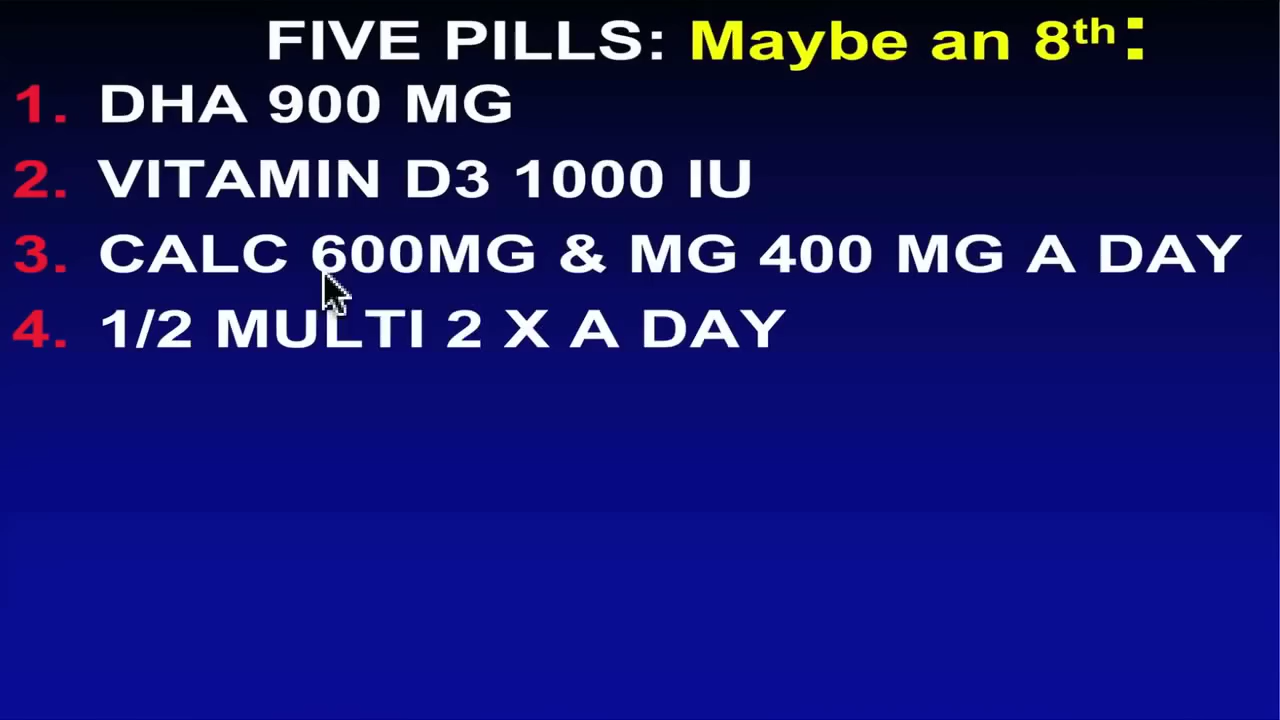 FIVE PILLS: Maybe an 8th:
1. DHA 900 MG
2. VITAMIN D3 1000 IU
3. CALC 600MG & MG 400 MG A DAY
4. 1/2 MULTI 2 X A DAY